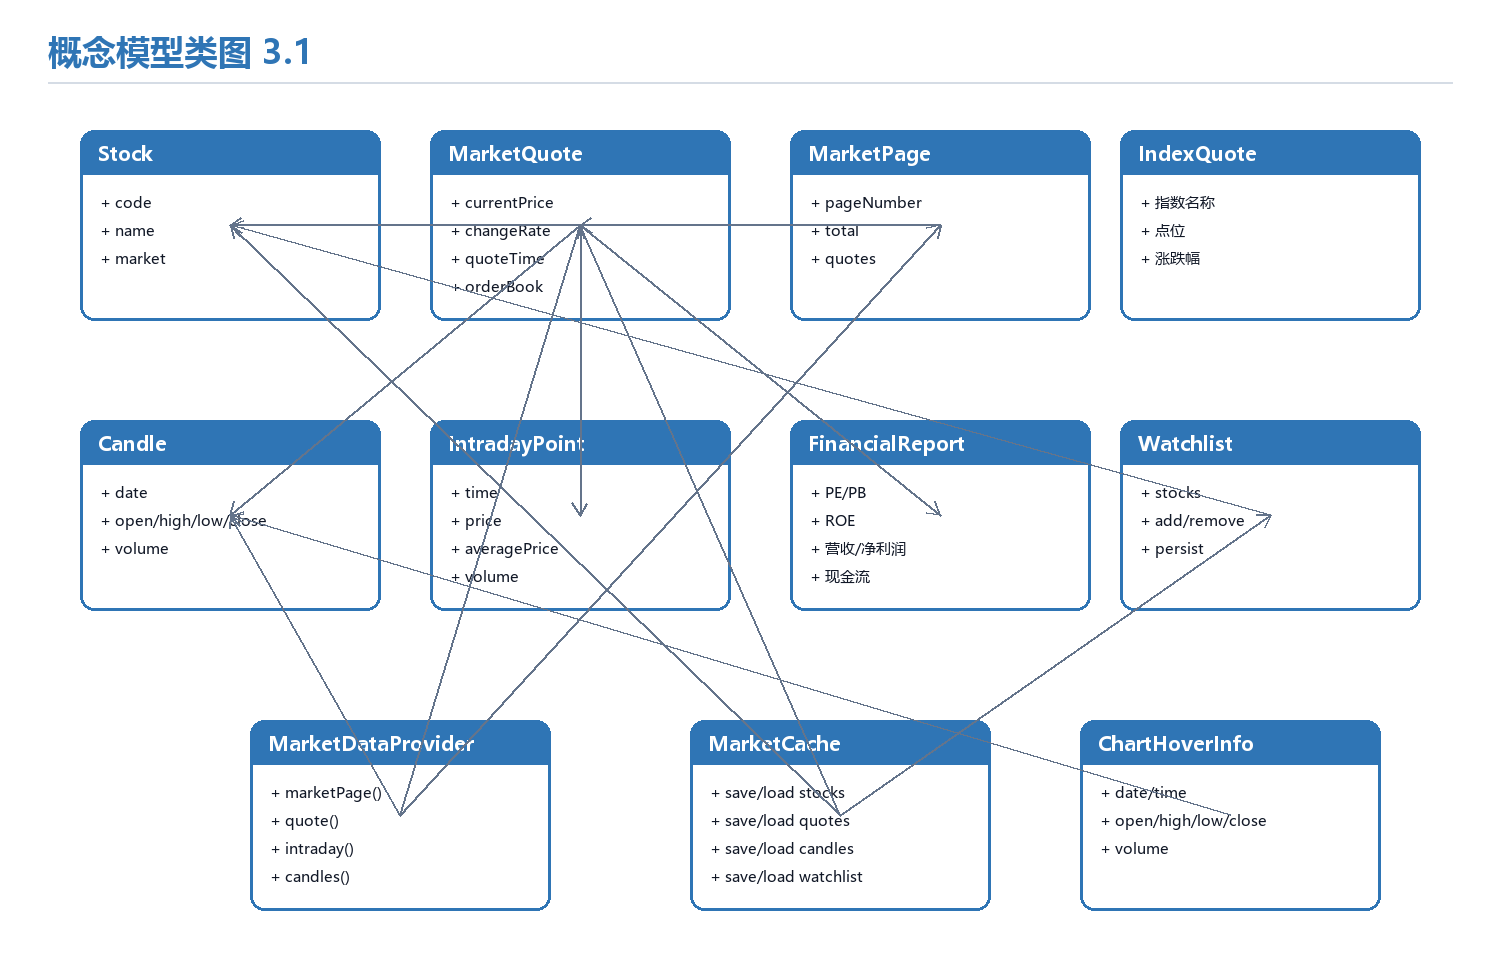 概念模型类图 3.1
Stock
+ code
+ name
+ market
MarketQuote
+ currentPrice
+ changeRate
+ quoteTime
+ orderBook
MarketPage
+ pageNumber
+ total
+ quotes
IndexQuote
+ 指数名称
+ 点位
+ 涨跌幅
Candle
+ date
+ open/high/low/close
+ volume
IntradayPoint
+ time
+ price
+ averagePrice
+ volume
FinancialReport
+ PE/PB
+ ROE
+ 营收/净利润
+ 现金流
Watchlist
+ stocks
+ add/remove
+ persist
MarketDataProvider
+ marketPage()
+ quote()
+ intraday()
+ candles()
MarketCache
+ save/load stocks
+ save/load quotes
+ save/load candles
+ save/load watchlist
ChartHoverInfo
+ date/time
+ open/high/low/close
+ volume